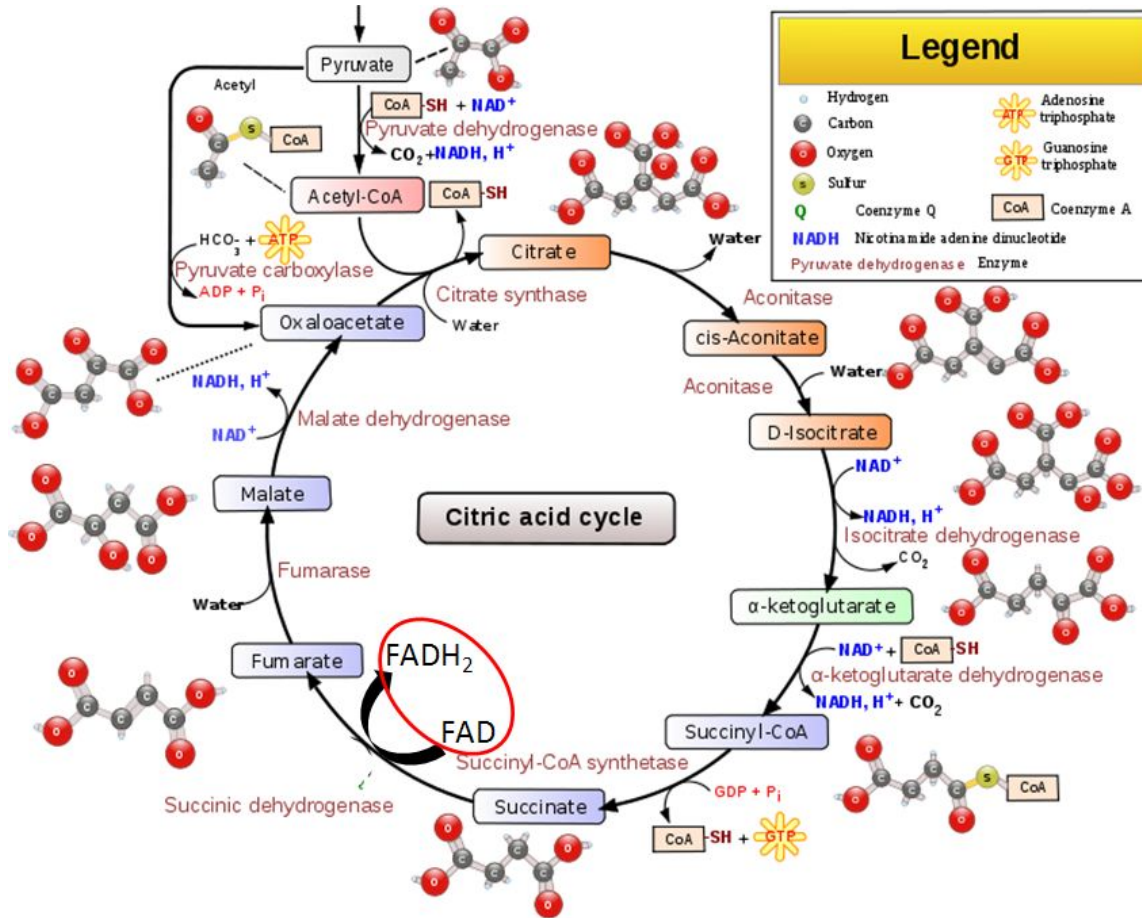 Pyruvate
Acetyl
CoA -SH + NAD⁺
Pyruvate dehydrogenase
CO₂ + NADH, H⁺
S CoA
Acetyl-CoA
CoA -SH
HCO₃⁻ + ATP
Pyruvate carboxylase
ADP + Pᵢ
Oxaloacetate
Citrate
Citrate synthase
Water
Water
Aconitase
cis-Aconitate
Aconitase
Water
D-Isocitrate
NAD⁺
NADH, H⁺
Isocitrate dehydrogenase
CO₂
α-ketoglutarate
NAD⁺ + CoA -SH
α-ketoglutarate dehydrogenase
NADH, H⁺ + CO₂
Succinyl-CoA
S CoA
Succinyl-CoA synthetase
GDP + Pᵢ
CoA -SH + GTP
Succinate
Succinic dehydrogenase
FADH₂
FAD
Fumarate
Water
Fumarase
Malate
NAD⁺
Malate dehydrogenase
NADH, H⁺
Citric acid cycle
Legend
Hydrogen
C Carbon
O Oxygen
S Sulfur
Q Coenzyme Q
NADH Nicotinamide adenine dinucleotide
Pyruvate dehydrogenase Enzyme
ATP Adenosine
triphosphate
GTP Guanosine
triphosphate
CoA Coenzyme A